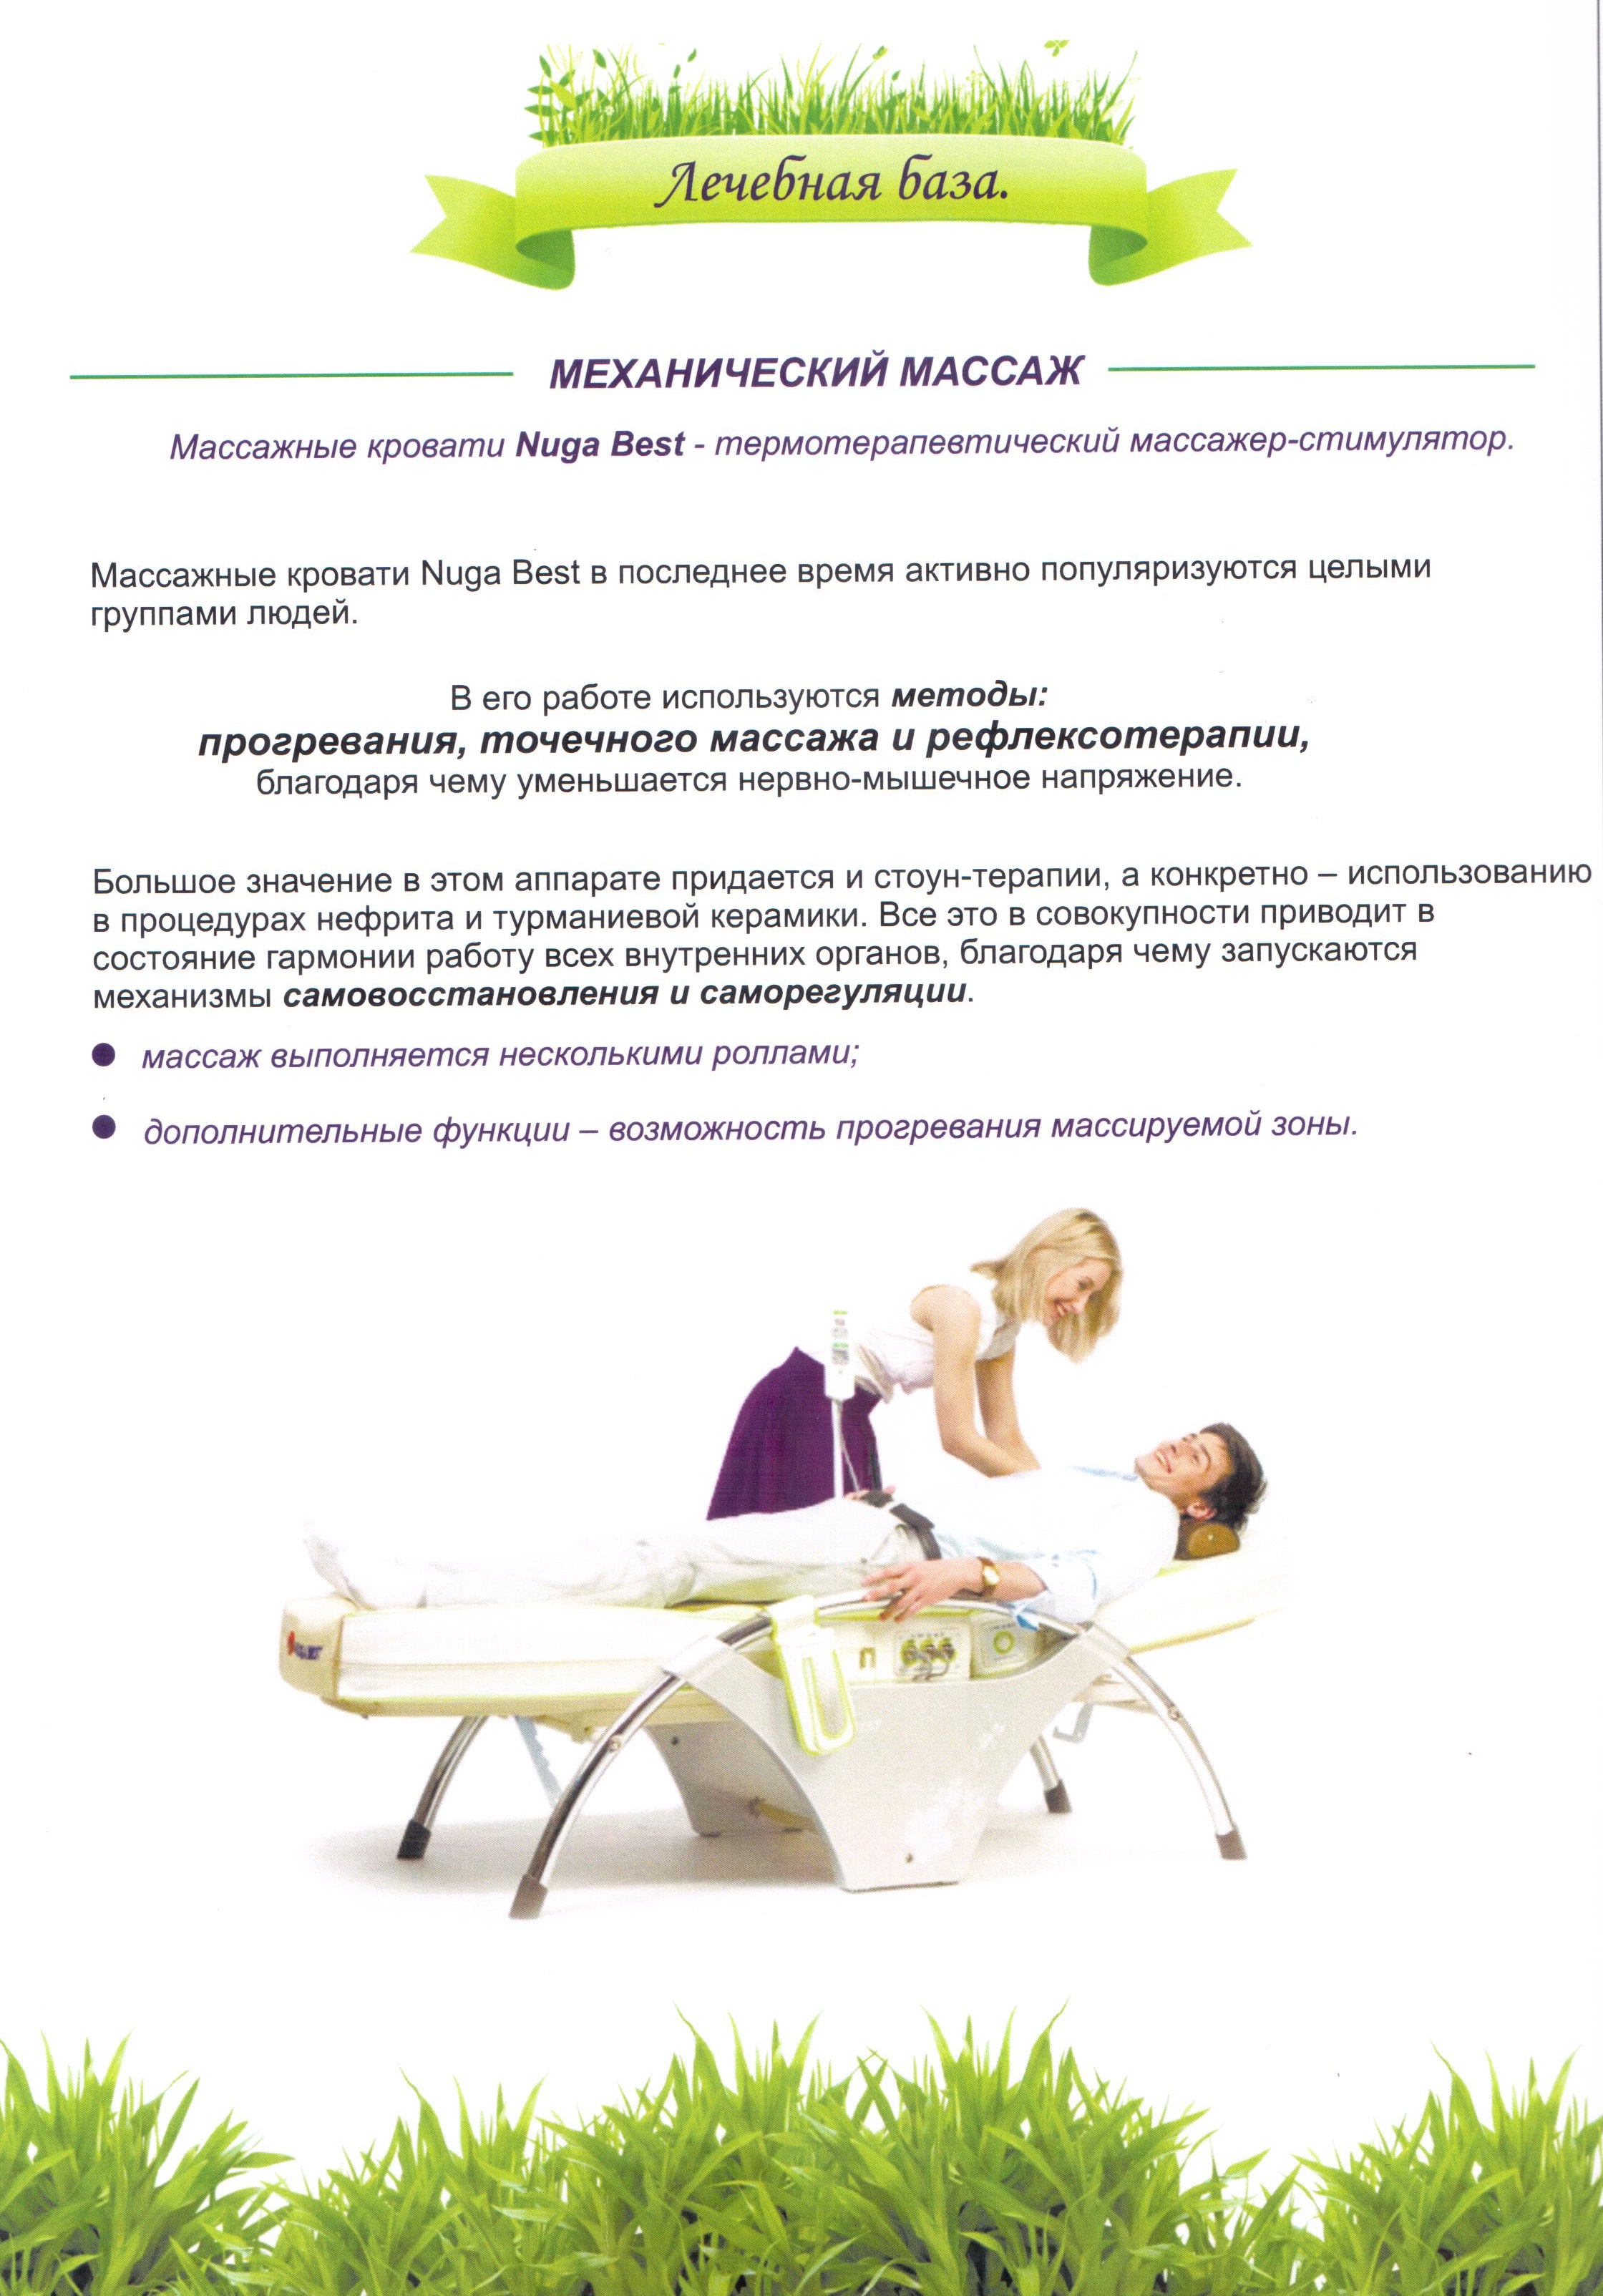 Лечебная база.
МЕХАНИЧЕСКИЙ МАССАЖ
Массажные кровати Nuga Best - термотерапевтический массажер-стимулятор.
Массажные кровати Nuga Best в последнее время активно популяризуются целыми
группами людей.
В его работе используются методы:
прогревания, точечного массажа и рефлексотерапии,
благодаря чему уменьшается нервно-мышечное напряжение.
Большое значение в этом аппарате придается и стоун-терапии, а конкретно – использованию
в процедурах нефрита и турманиевой керамики. Все это в совокупности приводит в
состояние гармонии работу всех внутренних органов, благодаря чему запускаются
механизмы самовосстановления и саморегуляции.
массаж выполняется несколькими роллами;
дополнительные функции – возможность прогревания массируемой зоны.